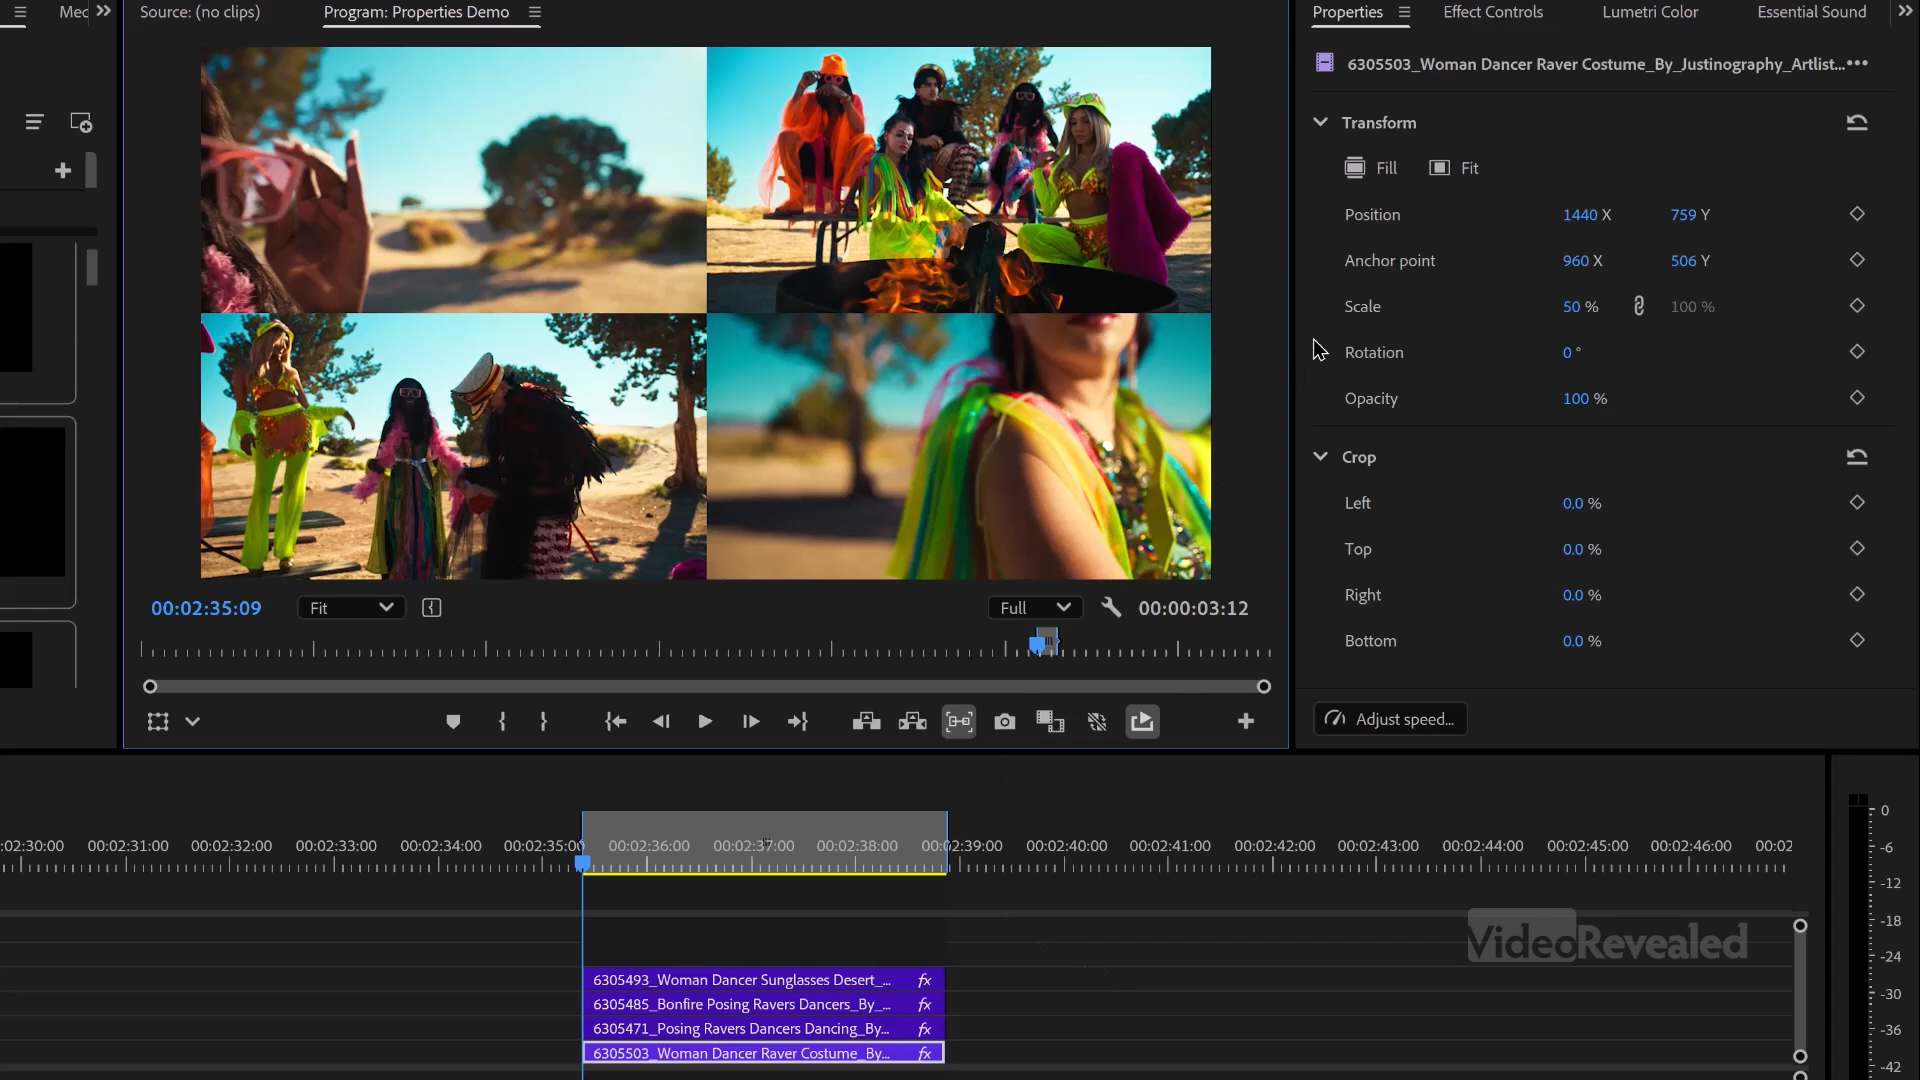 Mec
Source: (no clips)
Program: Properties Demo
Properties
Effect Controls
Lumetri Color
Essential Sound
6305503_Woman Dancer Raver Costume_By_Justinography_Artlist...
Transform
Fill
Fit
Position
1440 X
759 Y
Anchor point
960 X
506 Y
Scale
50 %
100 %
Rotation
0 °
Opacity
100 %
Crop
Left
0.0 %
Top
0.0 %
Right
0.0 %
Bottom
0.0 %
Adjust speed...
00:02:35:09
Fit
Full
00:00:03:12
:02:30:00
00:02:31:00
00:02:32:00
00:02:33:00
00:02:34:00
00:02:35:00
00:02:36:00
00:02:37:00
00:02:38:00
00:02:39:00
00:02:40:00
00:02:41:00
00:02:42:00
00:02:43:00
00:02:44:00
00:02:45:00
00:02:46:00
00:02
6305493_Woman Dancer Sunglasses Desert_... fx
6305485_Bonfire Posing Ravers Dancers_By_... fx
6305471_Posing Ravers Dancers Dancing_By... fx
6305503_Woman Dancer Raver Costume_By... fx
VideoRevealed
0
-6
-12
-18
-24
-30
-36
-42